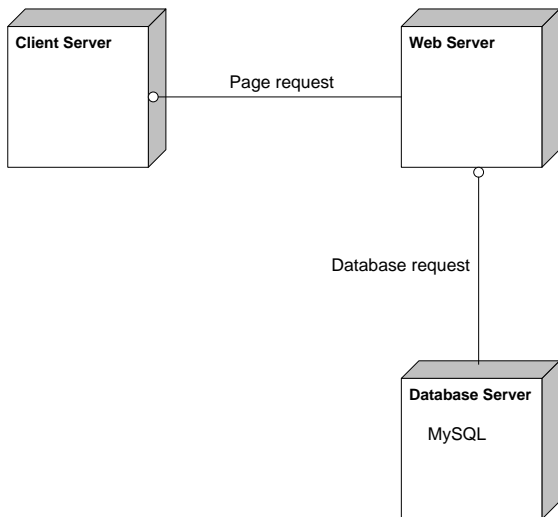 Client Server
Web Server
Page request
Database request
Database Server
MySQL